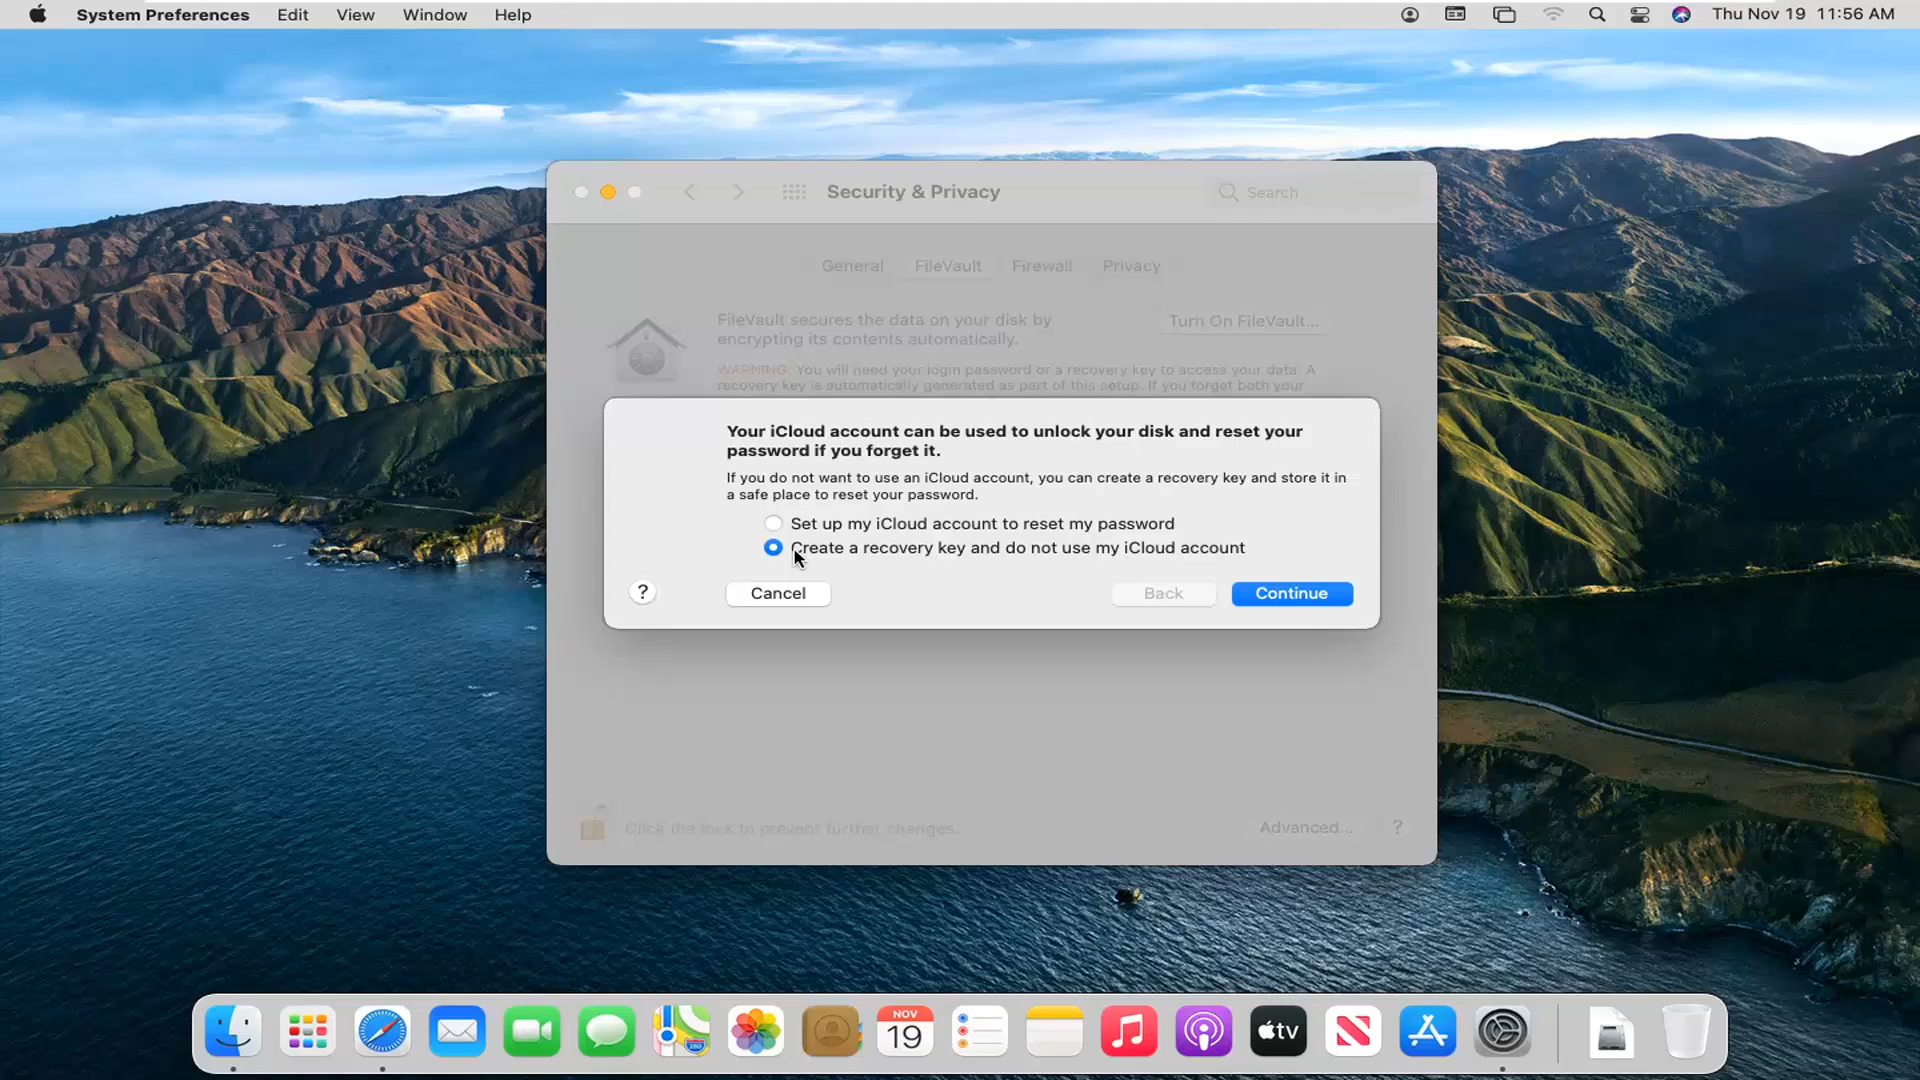 System Preferences Edit View Window Help Thu Nov 19 11:56 AM
Security & Privacy Search
General FileVault Firewall Privacy
FileVault secures the data on your disk by
encrypting its contents automatically.
Turn On FileVault...
WARNING: You will need your login password or a recovery key to access your data. A
recovery key is automatically generated as part of this setup. If you forget both your
Your iCloud account can be used to unlock your disk and reset your
password if you forget it.
If you do not want to use an iCloud account, you can create a recovery key and store it in
a safe place to reset your password.
Set up my iCloud account to reset my password
Create a recovery key and do not use my iCloud account
? Cancel Back Continue
Click the lock to prevent further changes.
Advanced... ?
NOV
19
280
tv